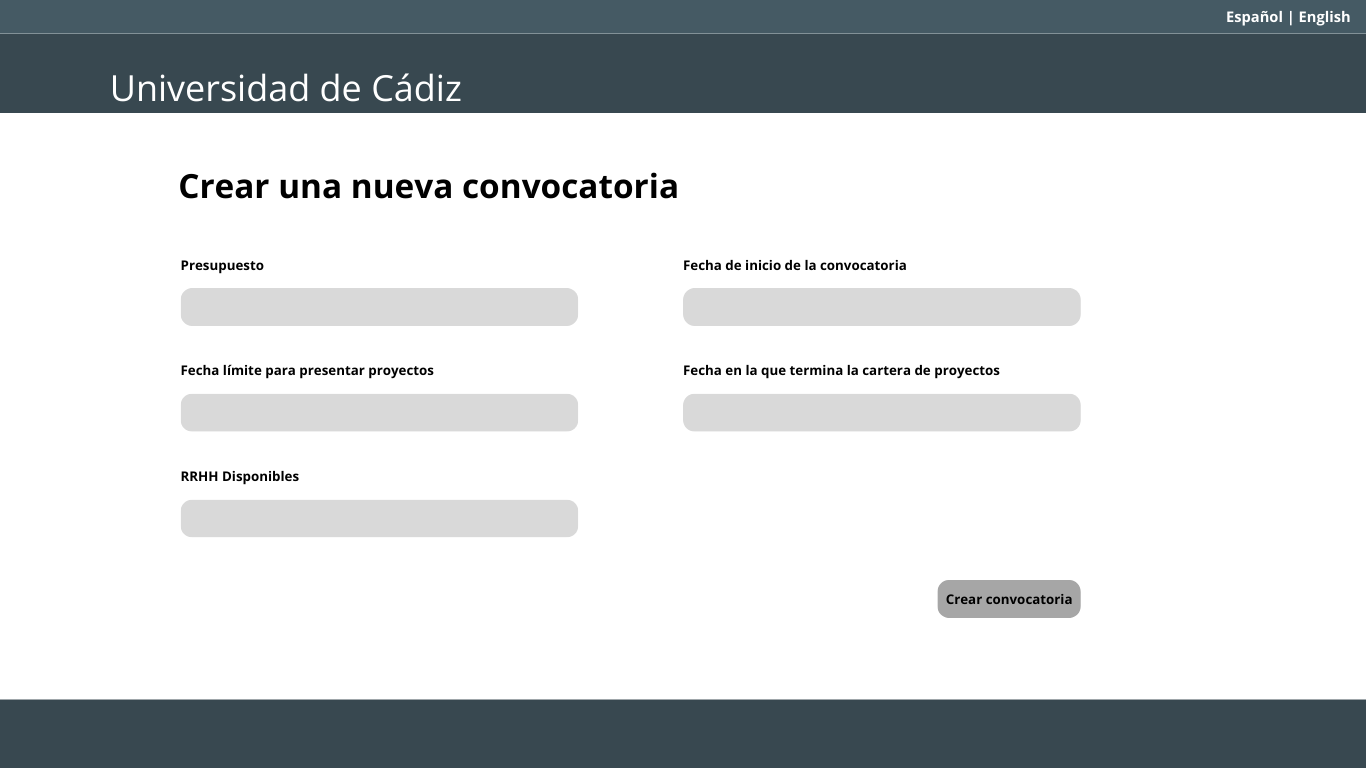 Español | English
Universidad de Cádiz
Crear una nueva convocatoria
Presupuesto
Fecha de inicio de la convocatoria
Fecha límite para presentar proyectos
Fecha en la que termina la cartera de proyectos
RRHH Disponibles
Crear convocatoria